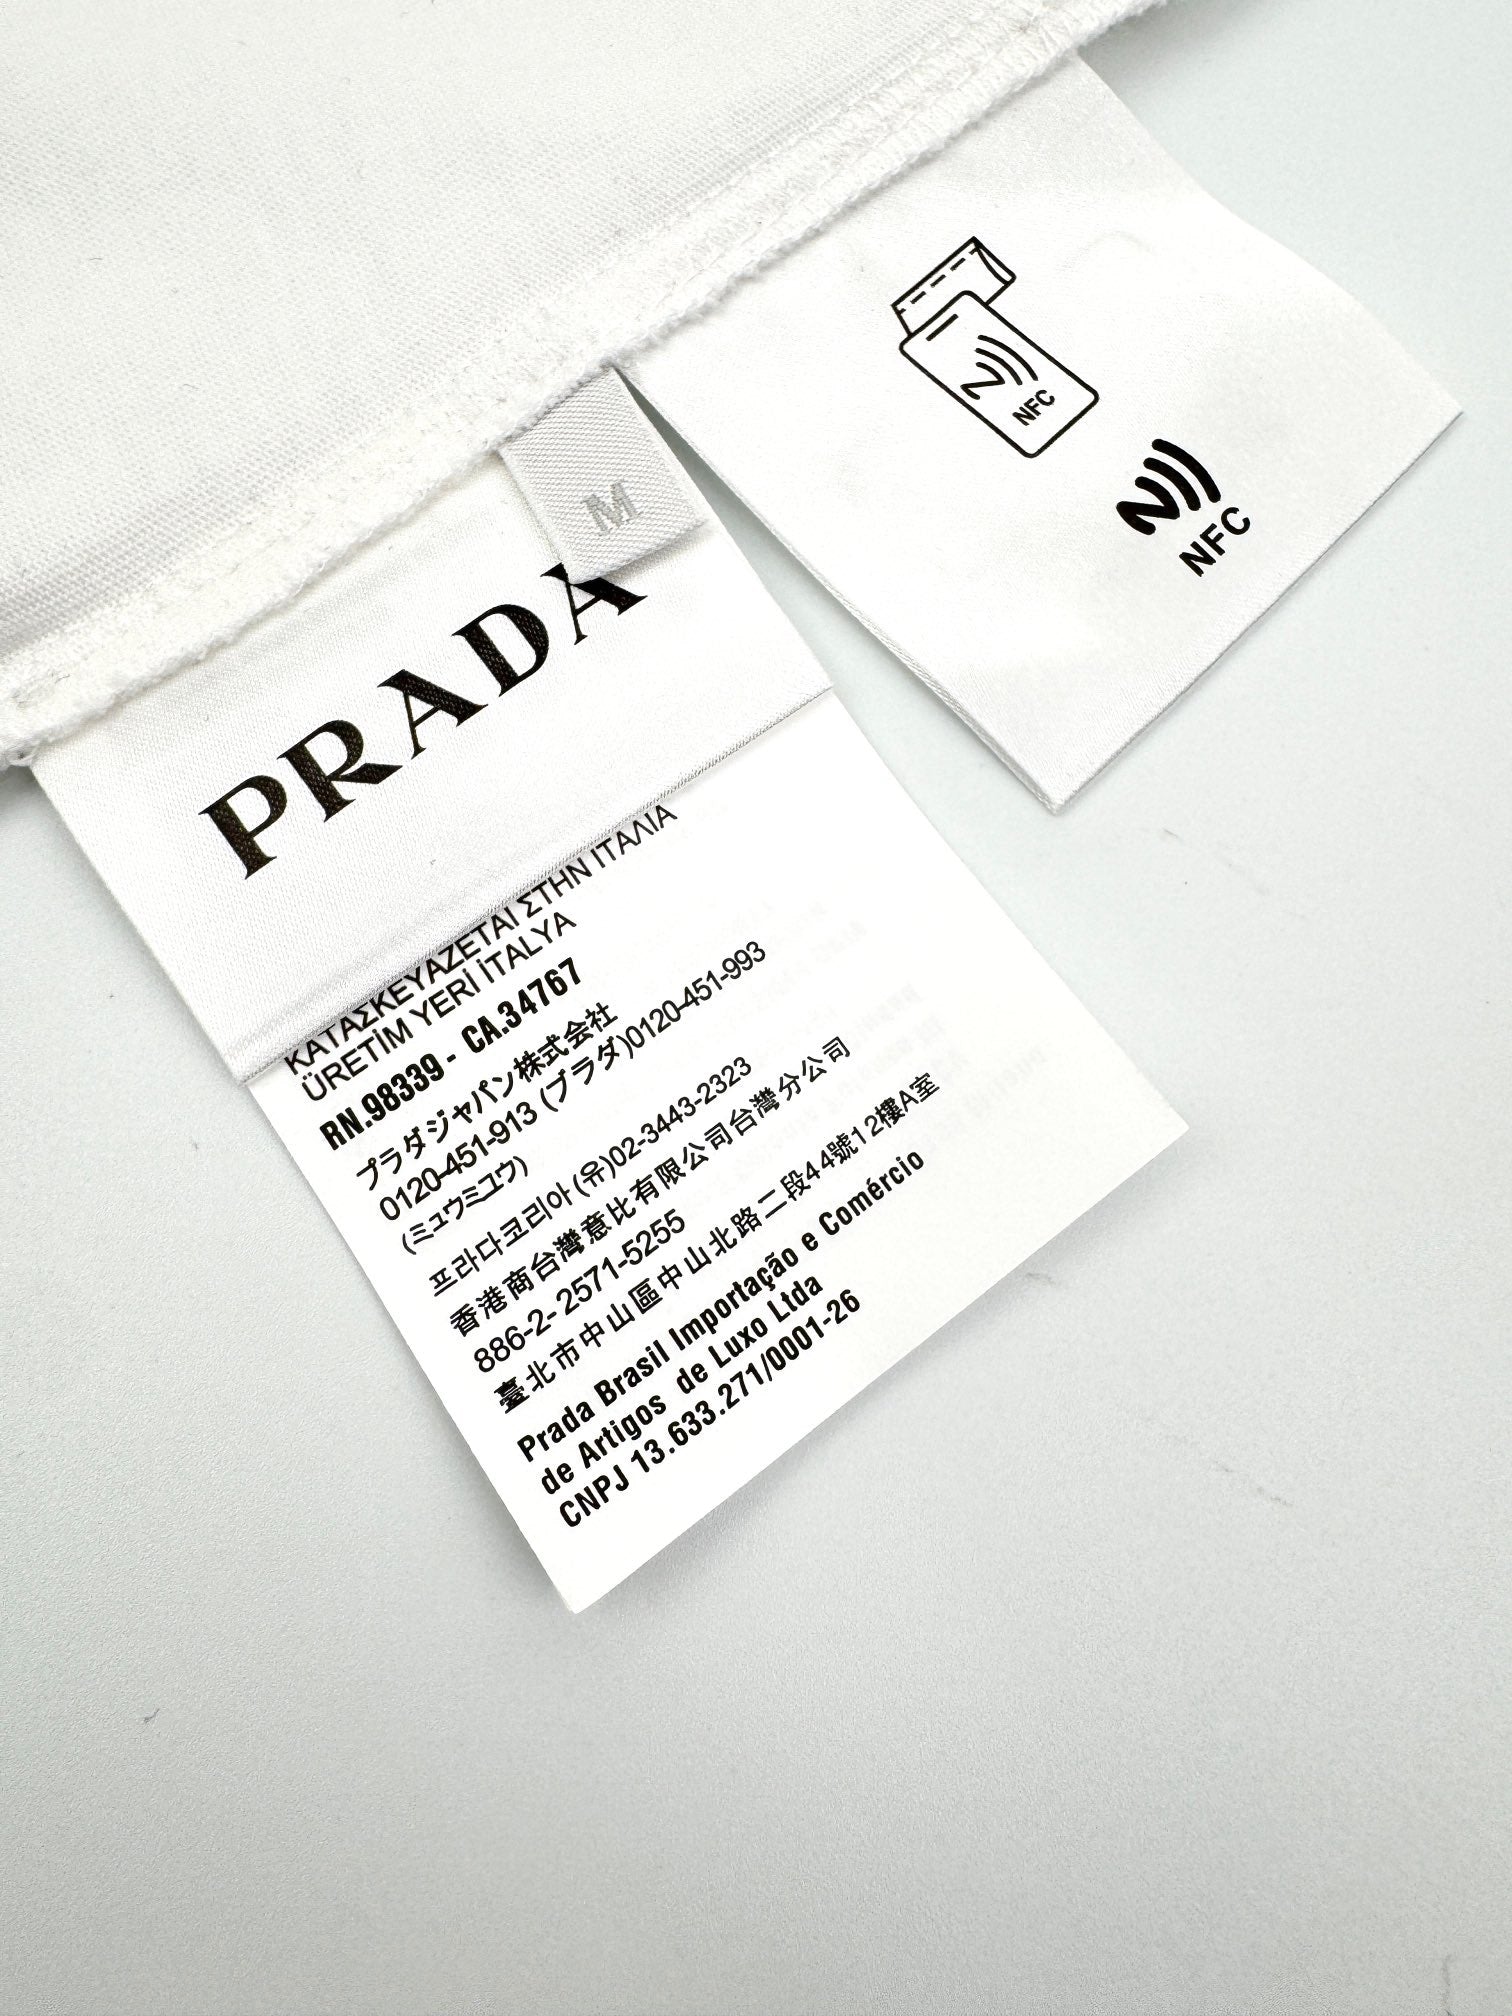 M
PRADA
ΚΑΤΑΣΚΕΥΑΖΕΤΑΙ ΣΤΗΝ ΙΤΑΛΙΑ
ÜRETİM YERİ İTALYA
RN.98339 - CA.34767
プラダジャパン株式会社
0120-451-913 (プラダ)0120-451-993
(ミュウミュウ)
프라다코리아(유)02-3443-2323
香港商台灣意比有限公司台灣分公司
886-2- 2571-5255
臺北市中山區中山北路二段44號12樓A室
Prada Brasil Importação e Comércio
de Artigos de Luxo Ltda
CNPJ 13.633.271/0001-26
NFC
NFC